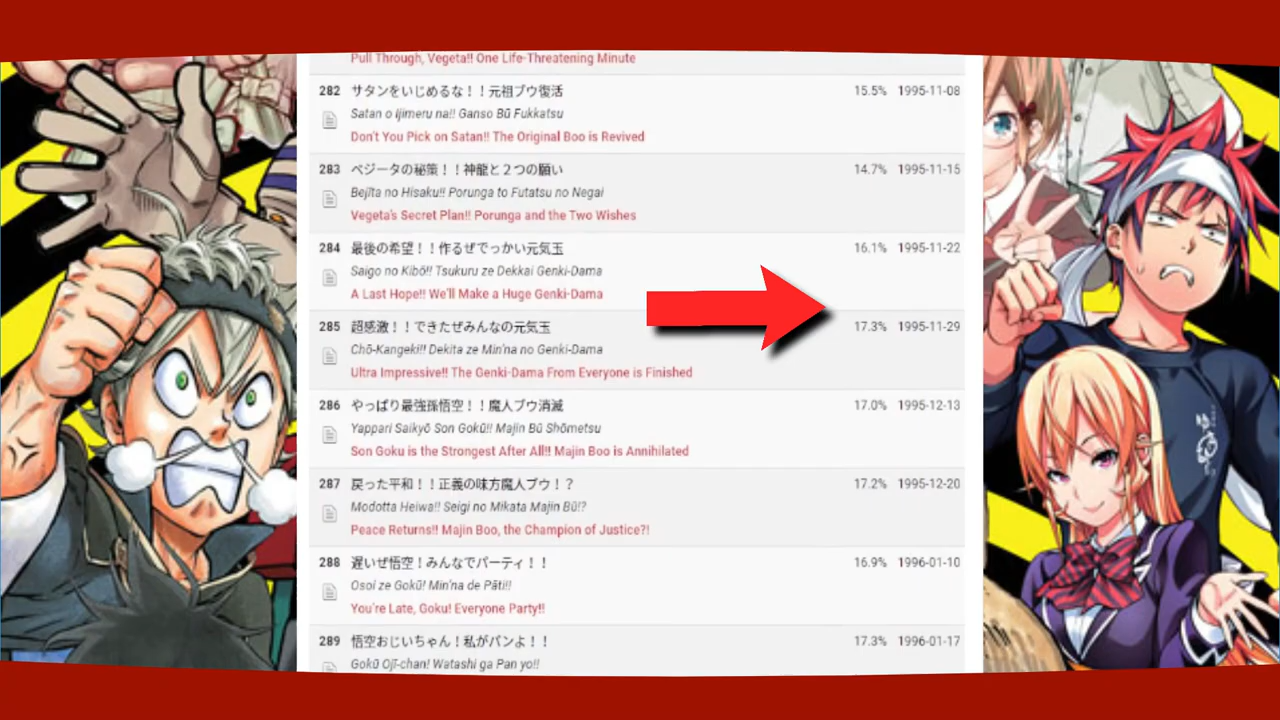 Pull Through, Vegeta!! One Life-Threatening Minute
282 サタンをいじめるな！！元祖ブウ復活 15.5% 1995-11-08
Satan o Ijimeru na!! Ganso Bū Fukkatsu
Don't You Pick on Satan!! The Original Boo is Revived
283 ベジータの秘策！！神龍と２つの願い 14.7% 1995-11-15
Bejīta no Hisaku!! Porunga to Futatsu no Negai
Vegeta's Secret Plan!! Porunga and the Two Wishes
284 最後の希望！！作るぜでっかい元気玉 16.1% 1995-11-22
Saigo no Kibō!! Tsukuru ze Dekkai Genki-Dama
A Last Hope!! We'll Make a Huge Genki-Dama
285 超感激！！できたぜみんなの元気玉 17.3% 1995-11-29
Chō-Kangeki!! Dekita ze Min'na no Genki-Dama
Ultra Impressive!! The Genki-Dama From Everyone is Finished
286 やっぱり最強孫悟空！！魔人ブウ消滅 17.0% 1995-12-13
Yappari Saikyō Son Gokū!! Majin Bū Shōmetsu
Son Goku is the Strongest After All!! Majin Boo is Annihilated
287 戻った平和！！正義の味方魔人ブウ！？ 17.2% 1995-12-20
Modotta Heiwa!! Seigi no Mikata Majin Bū!?
Peace Returns!! Majin Boo, the Champion of Justice?!
288 遅いぜ悟空！みんなでパーティ！！ 16.9% 1996-01-10
Osoi ze Gokū! Min'na de Pāti!!
You're Late, Goku! Everyone Party!!
289 悟空おじいちゃん！私がパンよ！！ 17.3% 1996-01-17
Gokū Ojī-chan! Watashi ga Pan yo!!